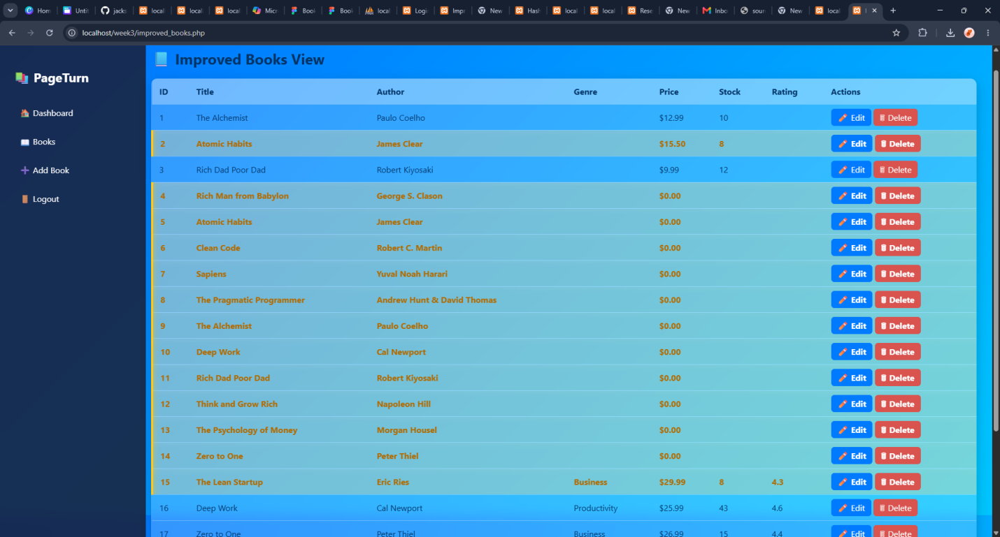 Hom
Untit
jacks
local
local
local
Micr
Book
Book
local
Login
Impr
New
Hash
local
local
Rese
New
Inbo
sour
New
local
localhost/week3/improved_books.php
PageTurn
Dashboard
Books
Add Book
Logout
Improved Books View
ID Title Author Genre Price Stock Rating Actions
1 The Alchemist Paulo Coelho $12.99 10 Edit Delete
2 Atomic Habits James Clear $15.50 8 Edit Delete
3 Rich Dad Poor Dad Robert Kiyosaki $9.99 12 Edit Delete
4 Rich Man from Babylon George S. Clason $0.00 Edit Delete
5 Atomic Habits James Clear $0.00 Edit Delete
6 Clean Code Robert C. Martin $0.00 Edit Delete
7 Sapiens Yuval Noah Harari $0.00 Edit Delete
8 The Pragmatic Programmer Andrew Hunt & David Thomas $0.00 Edit Delete
9 The Alchemist Paulo Coelho $0.00 Edit Delete
10 Deep Work Cal Newport $0.00 Edit Delete
11 Rich Dad Poor Dad Robert Kiyosaki $0.00 Edit Delete
12 Think and Grow Rich Napoleon Hill $0.00 Edit Delete
13 The Psychology of Money Morgan Housel $0.00 Edit Delete
14 Zero to One Peter Thiel $0.00 Edit Delete
15 The Lean Startup Eric Ries Business $29.99 8 4.3 Edit Delete
16 Deep Work Cal Newport Productivity $25.99 43 4.6 Edit Delete
17 Zero to One Peter Thiel Business $26.99 15 4.4 Edit Delete